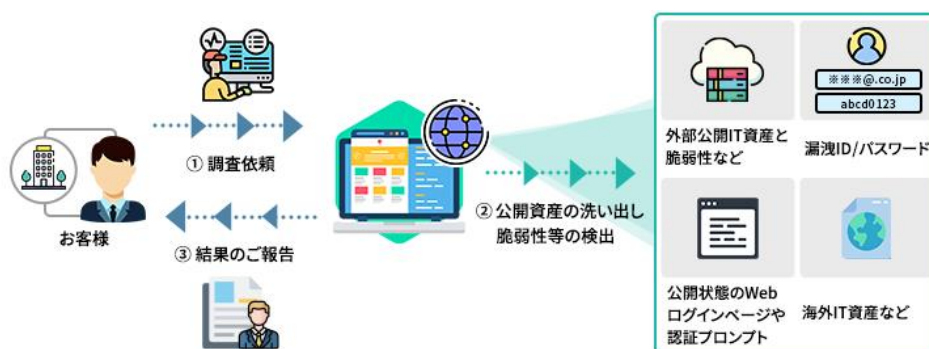 ① 調査依頼
お客様
③ 結果のご報告
② 公開資産の洗い出し
脆弱性等の検出
外部公開IT資産と
脆弱性など
※※※@.co.jp
abcd0123
漏洩ID/パスワード
公開状態のWeb
ログインページや
認証プロンプト
海外IT資産など